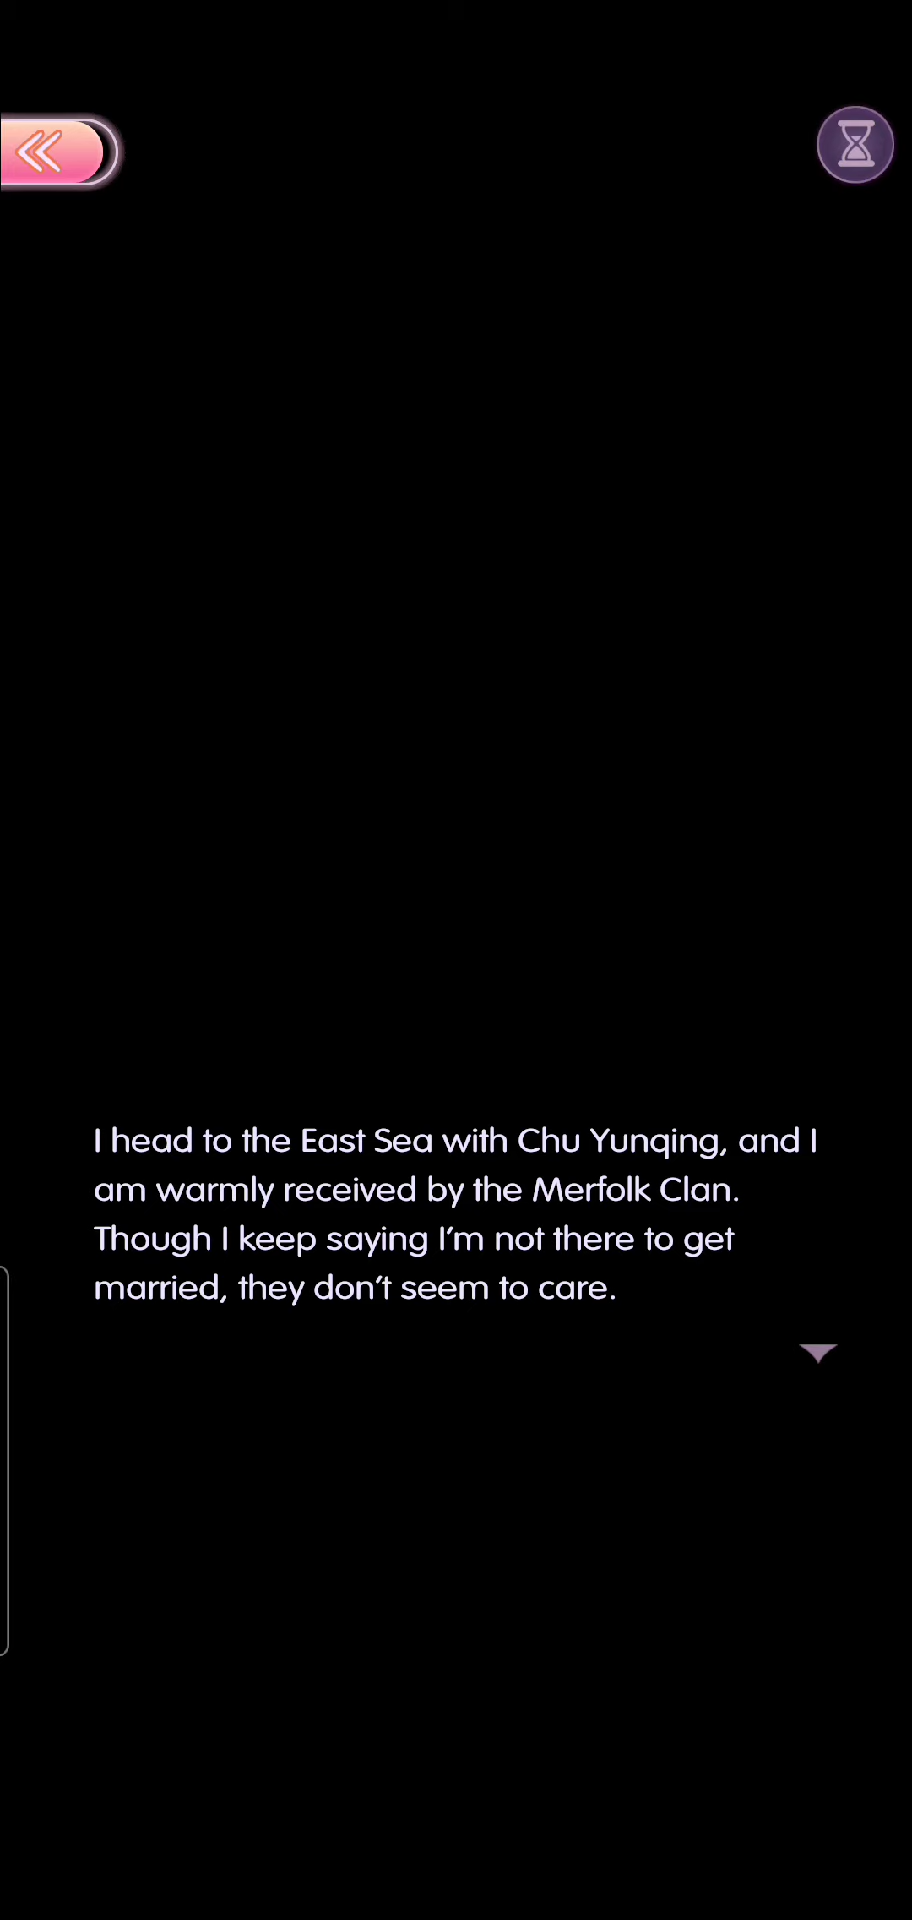 I head to the East Sea with Chu Yunqing, and I
am warmly received by the Merfolk Clan.
Though I keep saying I'm not there to get
married, they don't seem to care.